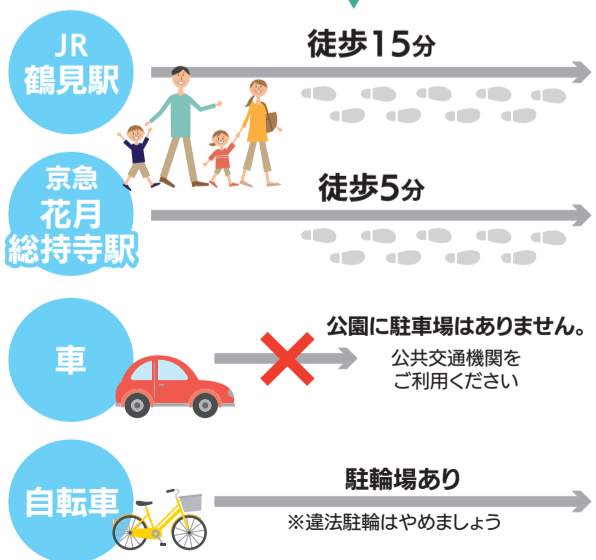 JR
鶴見駅
徒歩15分
京急
花月
総持寺駅
徒歩5分
車
公園に駐車場はありません。
公共交通機関を
ご利用ください
自転車
駐輪場あり
※違法駐輪はやめましょう